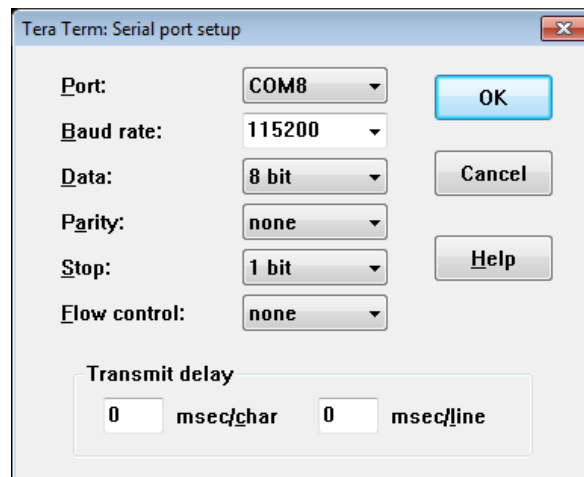 Tera Term: Serial port setup
Port: COM8
OK
Baud rate: 115200
Data: 8 bit
Cancel
Parity: none
Stop: 1 bit
Help
Flow control: none
Transmit delay
0 msec/char 0 msec/line